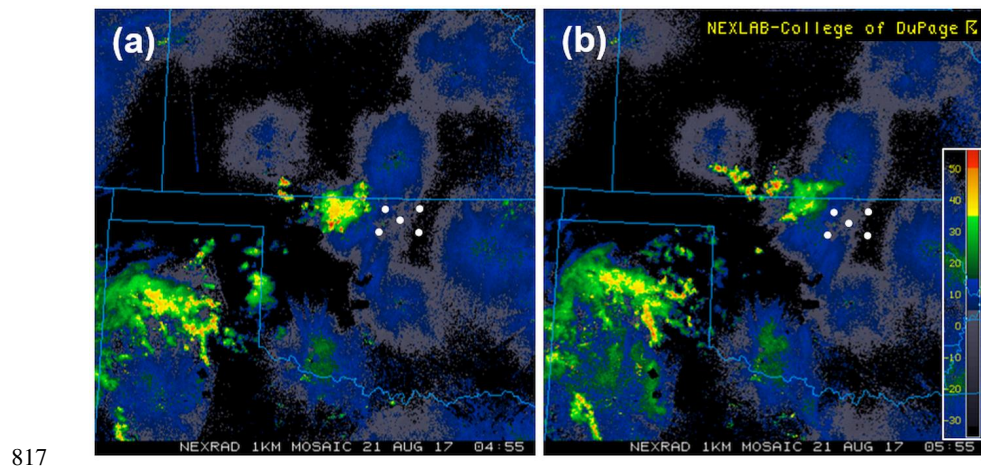 (a)
(b)
NEXLAB-College of DuPage
50
40
30
20
10
0
-10
-20
-30
NEXRAD 1KM MOSAIC 21 AUG 17 04:55
NEXRAD 1KM MOSAIC 21 AUG 17 05:55
817